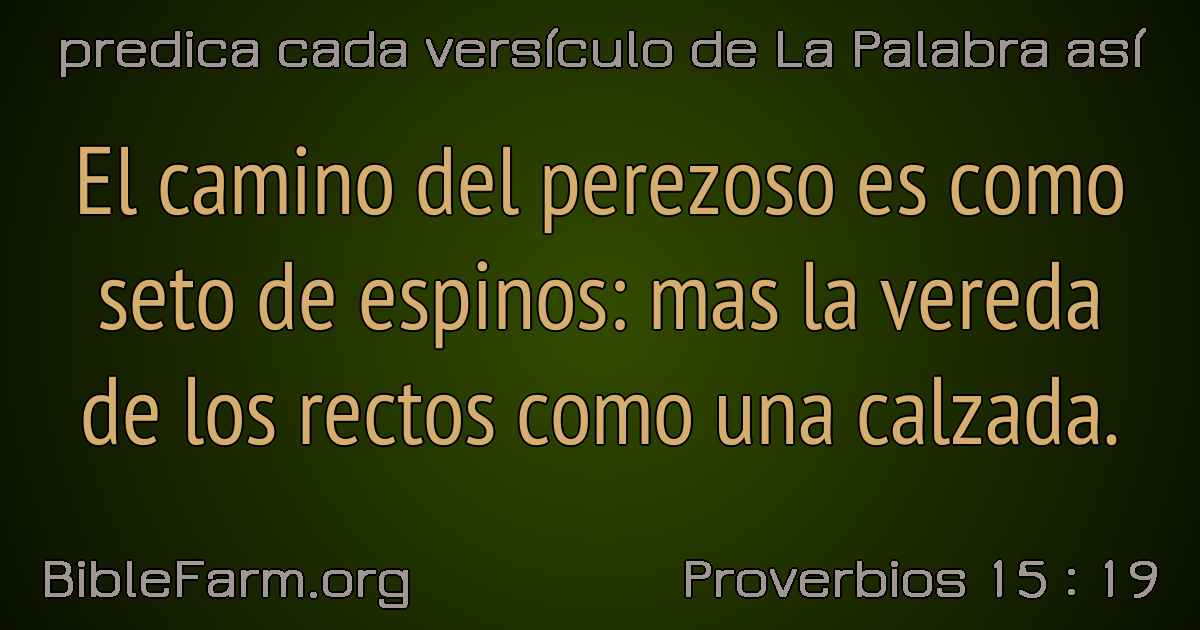 predica cada versículo de La Palabra así
El camino del perezoso es como
seto de espinos: mas la vereda
de los rectos como una calzada.
BibleFarm.org
Proverbios 15 : 19